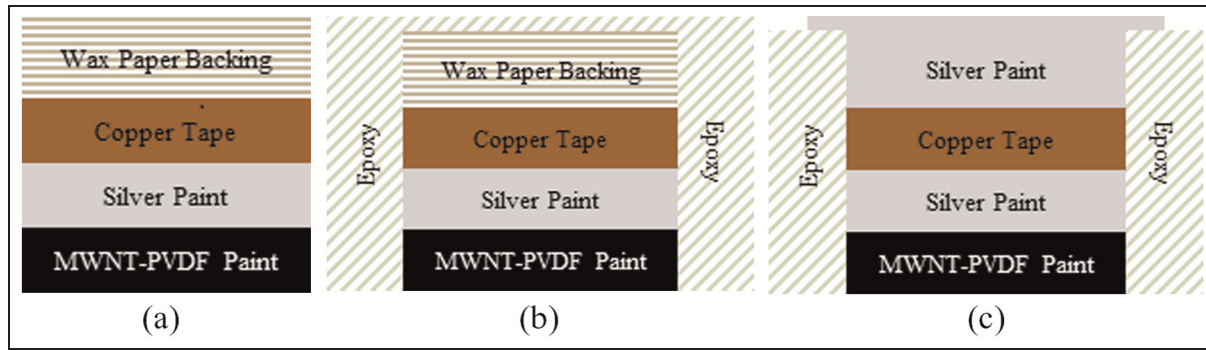 Wax Paper Backing
Copper Tape
Silver Paint
MWNT-PVDF Paint
(a)
Epoxy
Wax Paper Backing
Copper Tape
Silver Paint
MWNT-PVDF Paint
Epoxy
(b)
Epoxy
Silver Paint
Copper Tape
Silver Paint
MWNT-PVDF Paint
Epoxy
(c)